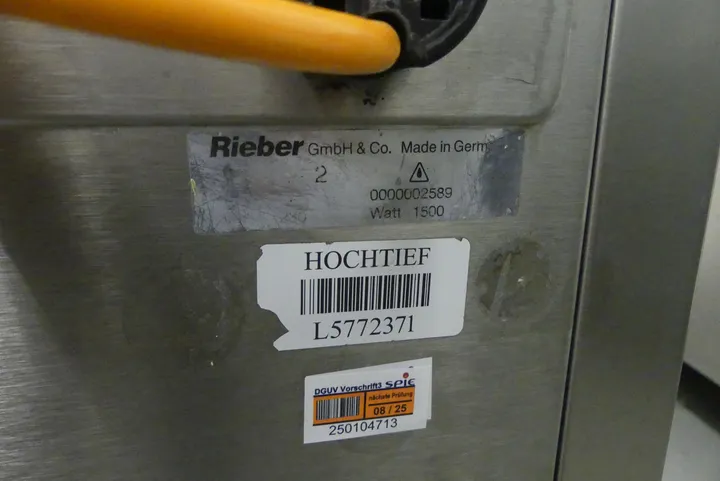 Rieber GmbH & Co. Made in Germ
2
0000002589
Watt 1500
HOCHTIEF
L5772371
DGUV Vorschrift3 SPIE
nächste Prüfung
08 / 25
250104713